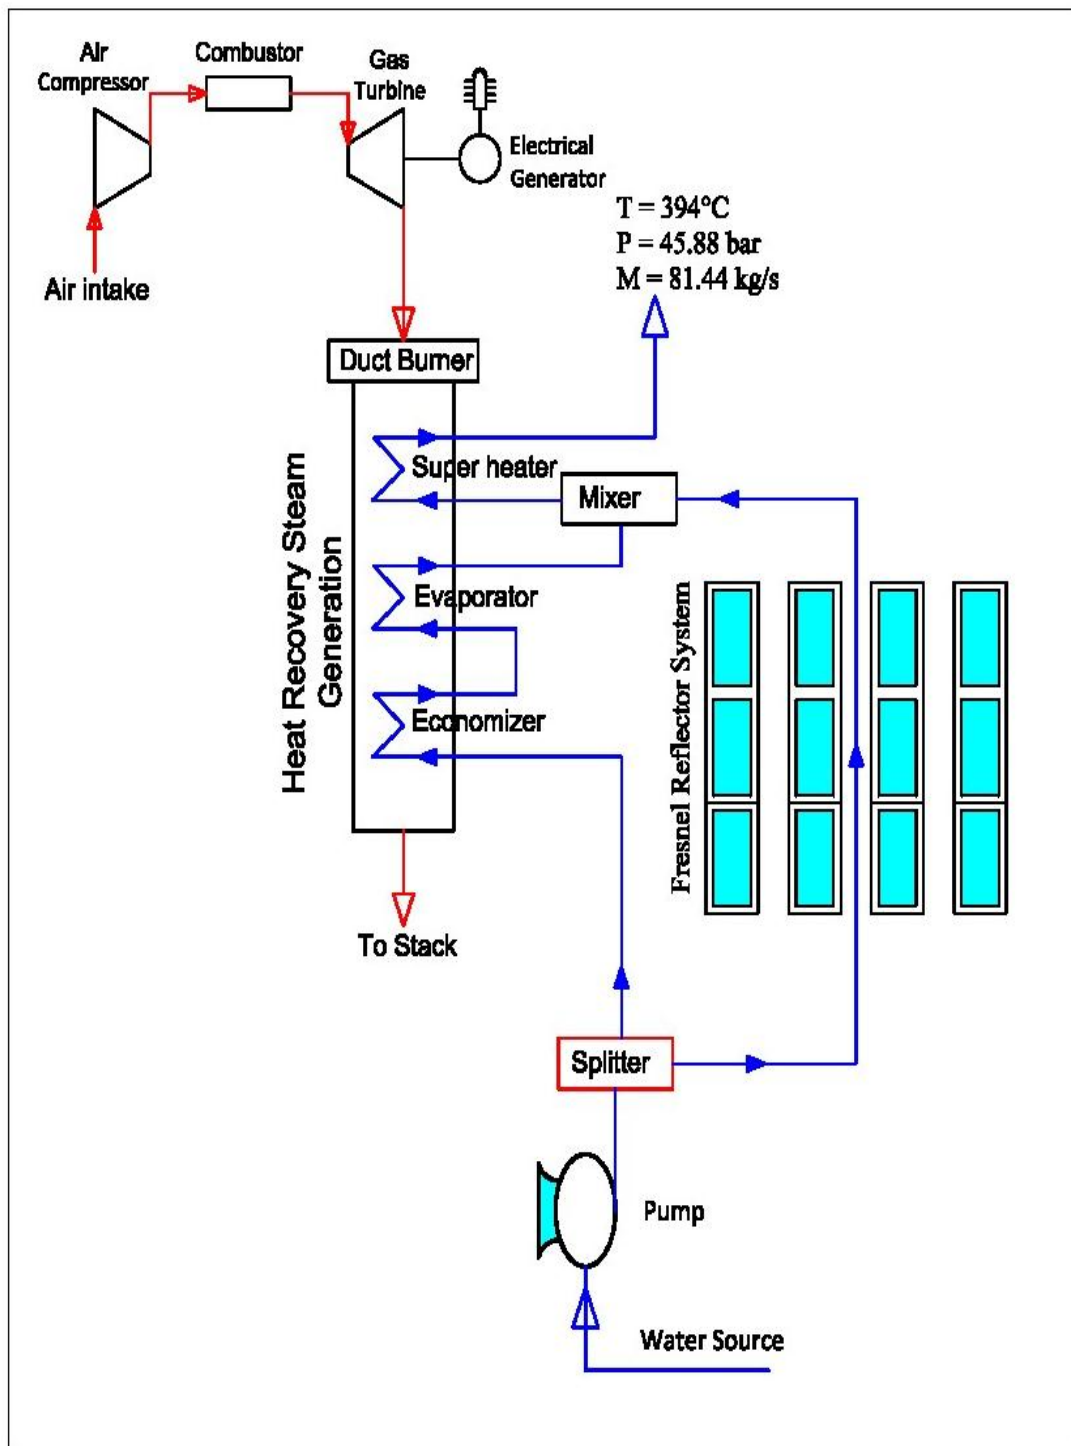 Air
Compressor
Combustor
Gas
Turbine
Electrical
Generator
Air intake
T = 394°C
P = 45.88 bar
M = 81.44 kg/s
Duct Burner
Super heater
Mixer
Heat Recovery Steam
Generation
Evaporator
Economizer
Fresnel Reflector System
To Stack
Splitter
Pump
Water Source